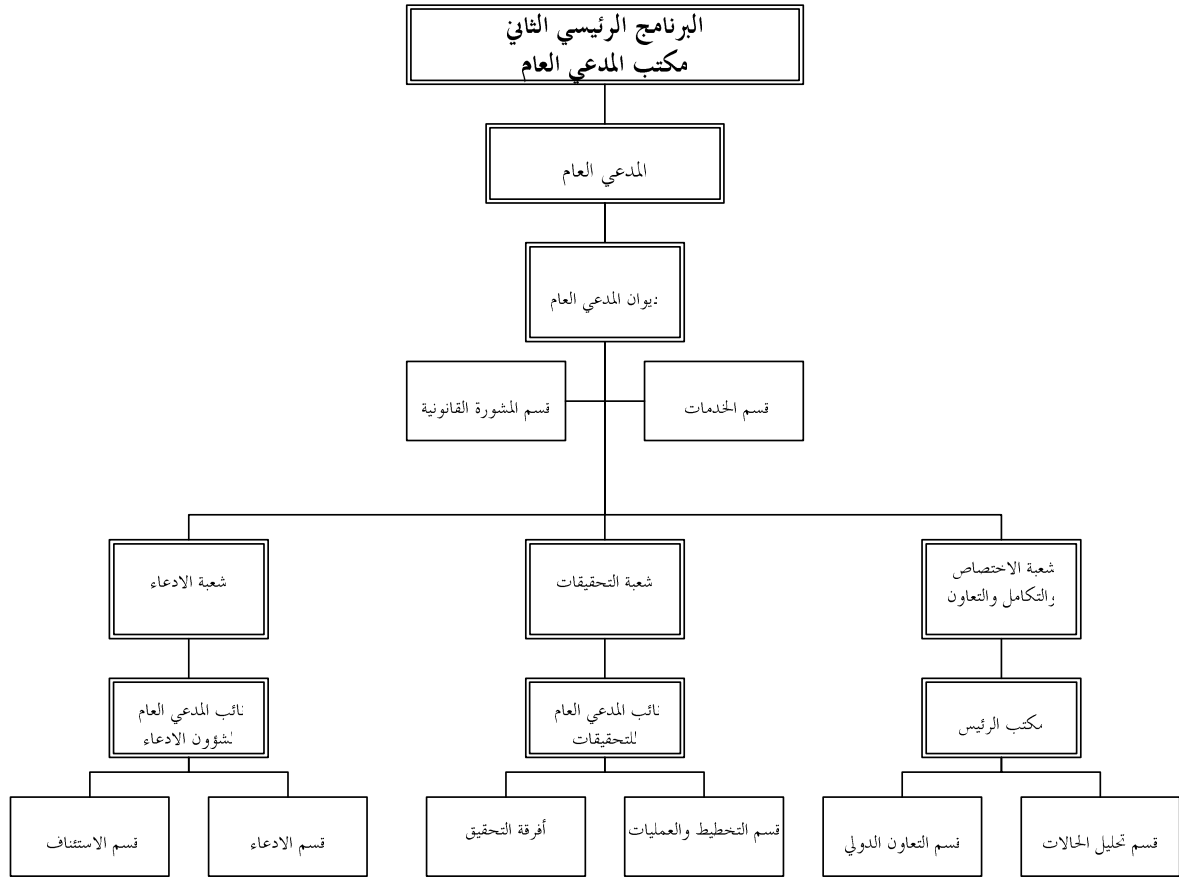 البرنامج الرئيسي الثاني
مكتب المدعي العام
المدعي العام
ديوان المدعي العام
قسم الخدمات
قسم المشورة القانونية
شعبة الاختصاص
والتكامل والتعاون
شعبة التحقيقات
شعبة الادعاء
مكتب الرئيس
نائب المدعي العام
للتحقيقات
نائب المدعي العام
لشؤون الادعاء
قسم تحليل الحالات
قسم التعاون الدولي
قسم التخطيط والعمليات
أفرقة التحقيق
قسم الادعاء
قسم الاستئناف